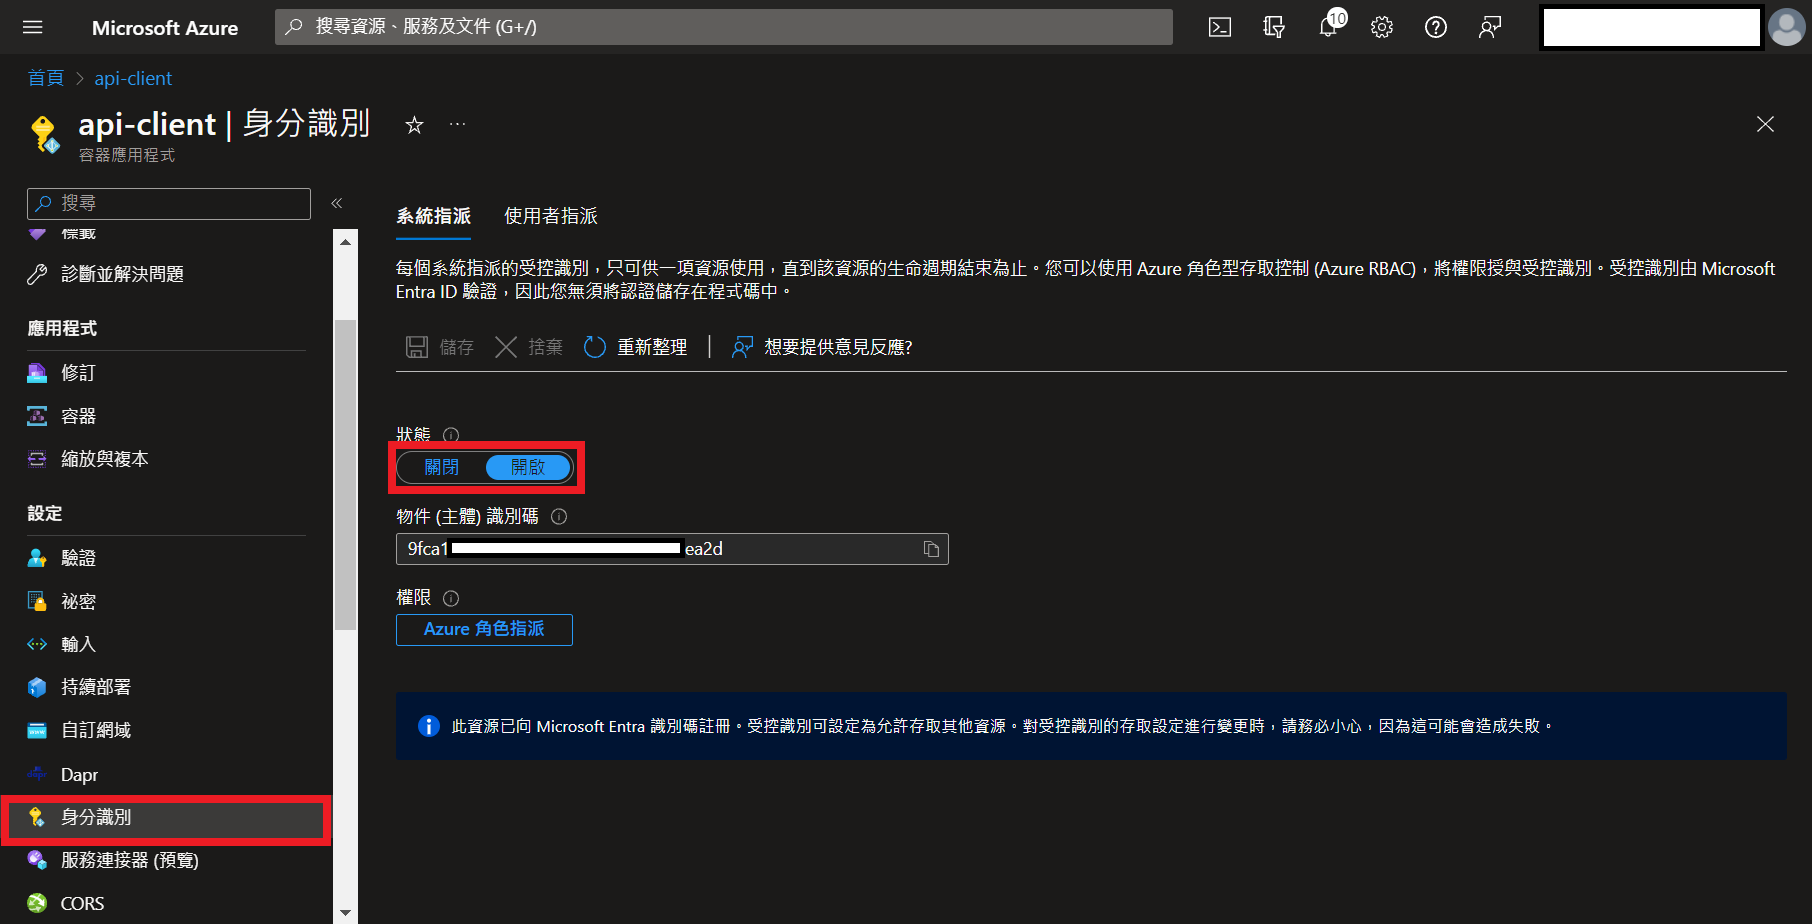 Microsoft Azure
搜尋資源、服務及文件 (G+/)
10
首頁 > api-client
api-client | 身分識別
容器應用程式
搜尋
標籤
診斷並解決問題
應用程式
修訂
容器
縮放與複本
設定
驗證
祕密
輸入
持續部署
自訂網域
Dapr
身分識別
服務連接器 (預覽)
CORS
系統指派 使用者指派
每個系統指派的受控識別，只可供一項資源使用，直到該資源的生命週期結束為止。您可以使用 Azure 角色型存取控制 (Azure RBAC)，將權限授與受控識別。受控識別由 Microsoft
Entra ID 驗證，因此您無須將認證儲存在程式碼中。
儲存 捨棄 重新整理 | 想要提供意見反應?
狀態
關閉 開啟
物件 (主體) 識別碼
9fca1 ea2d
權限
Azure 角色指派
此資源已向 Microsoft Entra 識別碼註冊。受控識別可設定為允許存取其他資源。對受控識別的存取設定進行變更時，請務必小心，因為這可能會造成失敗。